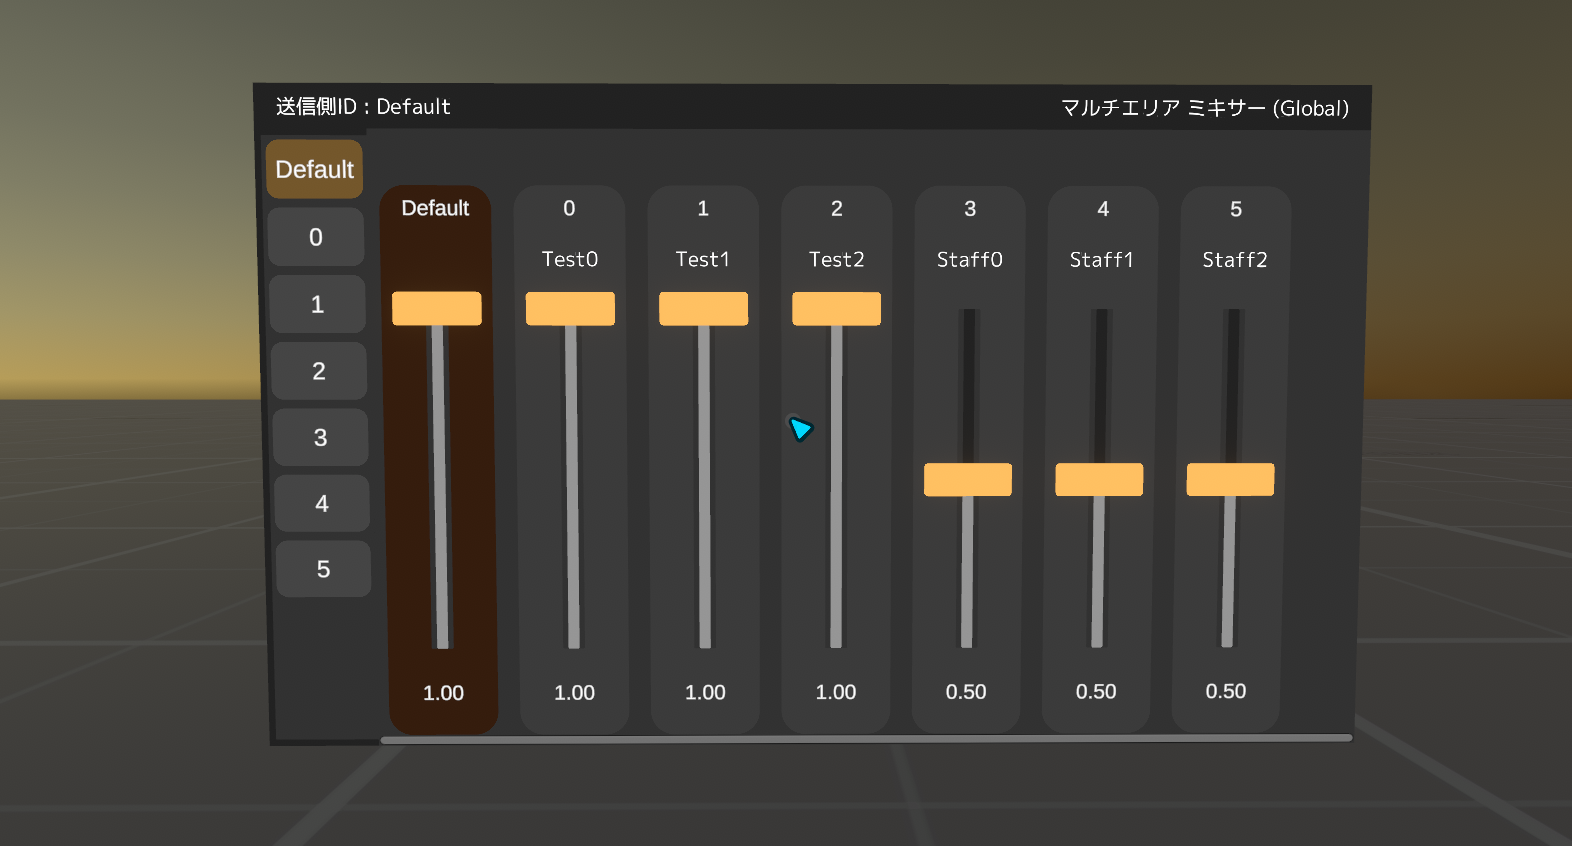 送信側ID : Default
マルチエリア ミキサー (Global)
Default
0
1
2
3
4
5
Default
0
1
2
3
4
5
Test0
Test1
Test2
Staff0
Staff1
Staff2
1.00
1.00
1.00
1.00
0.50
0.50
0.50